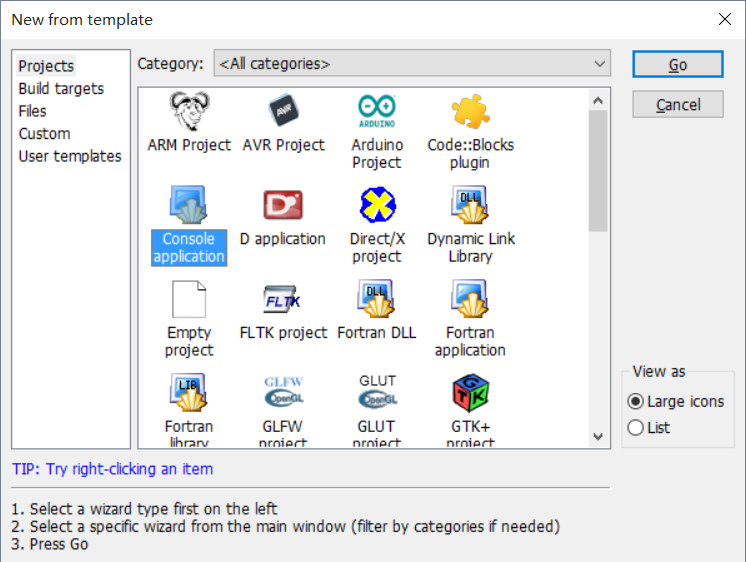 New from template
Projects
Build targets
Files
Custom
User templates
Category:
<All categories>
Go
Cancel
AVR
ARDUINO
ARM Project
AVR Project
Arduino
Project
Code::Blocks
plugin
D
DLL
Console
application
D application
Direct/X
project
Dynamic Link
Library
FLTK
DLL
Empty
project
FLTK project
Fortran DLL
Fortran
application
LIB
GLFW
OpenGL
GLUT
OpenGL
GTK
Fortran
library
GLFW
project
GLUT
project
GTK+
project
View as
Large icons
List
TIP: Try right-clicking an item
1. Select a wizard type first on the left
2. Select a specific wizard from the main window (filter by categories if needed)
3. Press Go